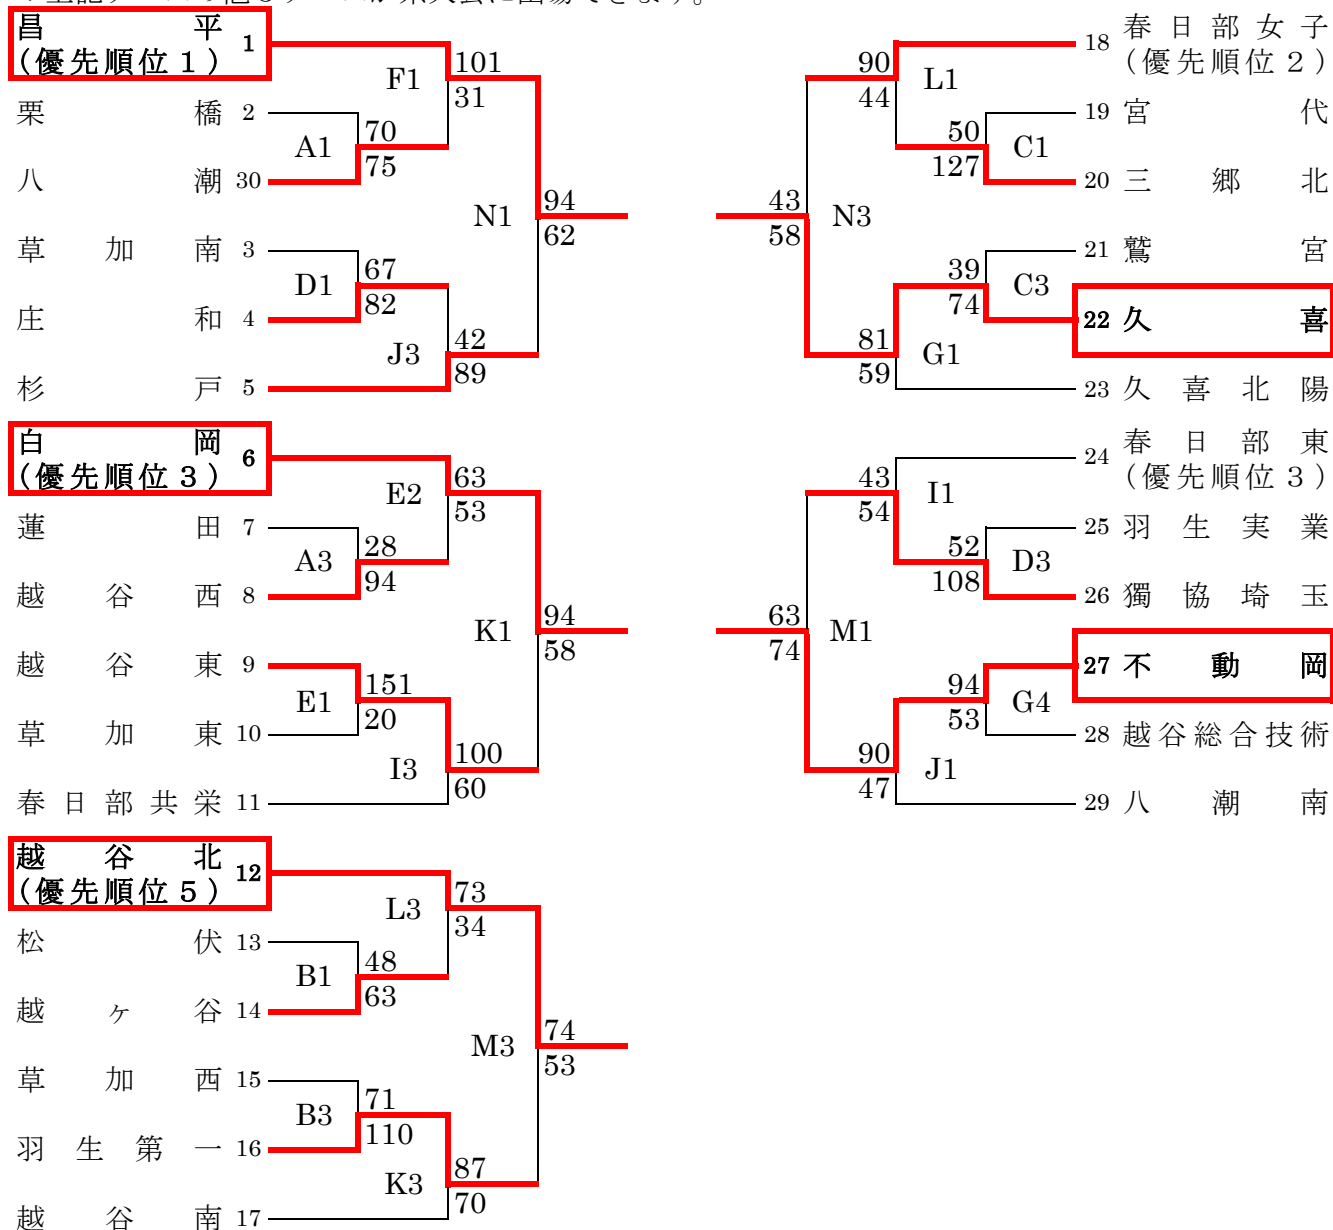 昌平 1
(優先順位１)
F1
101
31
栗橋 2
A1
70
75
八潮 30
N1
94
62
草加南 3
D1
67
82
庄和 4
J3
42
89
杉戸 5
白岡 6
(優先順位３)
E2
63
53
蓮田 7
A3
28
94
越谷西 8
K1
94
58
越谷東 9
E1
151
20
草加東 10
I3
100
60
春日部共栄 11
越谷北 12
(優先順位５)
L3
73
34
松伏 13
B1
48
63
越ヶ谷 14
M3
74
53
草加西 15
B3
71
110
羽生第一 16
K3
87
70
越谷南 17
18 春日部女子
(優先順位２)
90
44
L1
19 宮代
50
127
C1
20 三郷北
43
58
N3
21 鷲宮
39
74
C3
22 久喜
81
59
G1
23 久喜北陽
24 春日部東
(優先順位３)
43
54
I1
25 羽生実業
52
108
D3
26 獨協埼玉
63
74
M1
27 不動岡
94
53
G4
28 越谷総合技術
90
47
J1
29 八潮南